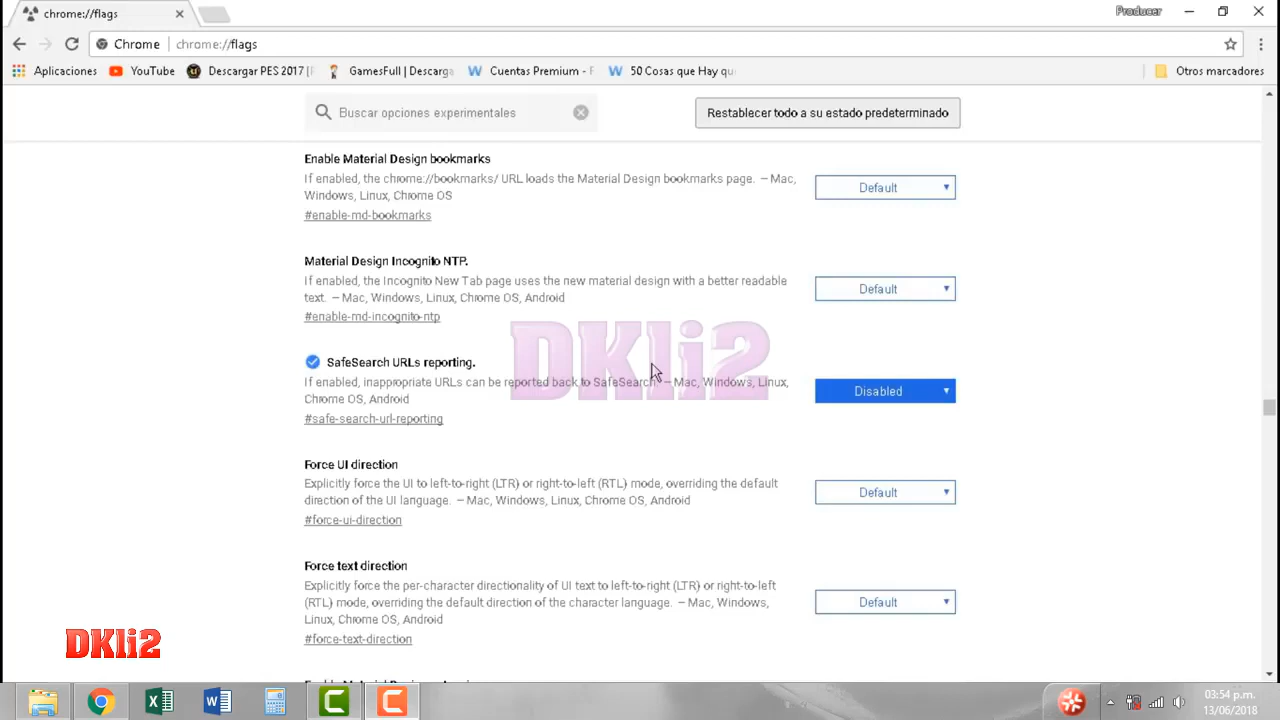 chrome://flags
Producer
Chrome | chrome://flags
Aplicaciones YouTube Descargar PES 2017 [F GamesFull | Descarga Cuentas Premium - F 50 Cosas que Hay qu Otros marcadores
Buscar opciones experimentales
Restablecer todo a su estado predeterminado
Enable Material Design bookmarks
If enabled, the chrome://bookmarks/ URL loads the Material Design bookmarks page. – Mac,
Windows, Linux, Chrome OS
#enable-md-bookmarks
Default
Material Design Incognito NTP.
If enabled, the Incognito New Tab page uses the new material design with a better readable
text. – Mac, Windows, Linux, Chrome OS, Android
#enable-md-incognito-ntp
Default
DKli2
SafeSearch URLs reporting.
If enabled, inappropriate URLs can be reported back to SafeSearch. – Mac, Windows, Linux,
Chrome OS, Android
#safe-search-url-reporting
Disabled
Force UI direction
Explicitly force the UI to left-to-right (LTR) or right-to-left (RTL) mode, overriding the default
direction of the UI language. – Mac, Windows, Linux, Chrome OS, Android
#force-ui-direction
Default
Force text direction
Explicitly force the per-character directionality of UI text to left-to-right (LTR) or right-to-left
(RTL) mode, overriding the default direction of the character language. – Mac, Windows,
Linux, Chrome OS, Android
#force-text-direction
Default
DKli2
03:54 p.m.
13/06/2018